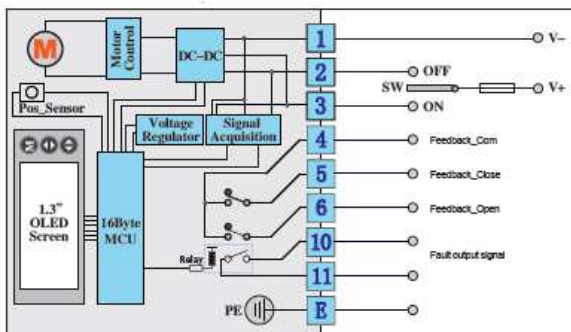 M
Motor
Control
DC-DC
Pos_Sensor
Voltage
Regulator
Signal
Acquisition
1.3"
OLED
Screen
16Byte
MCU
Relay
PE
1
2
3
4
5
6
10
11
E
V-
OFF
SW
V+
ON
Feedback_Com
Feedback_Close
Feedback_Open
Fault output signal